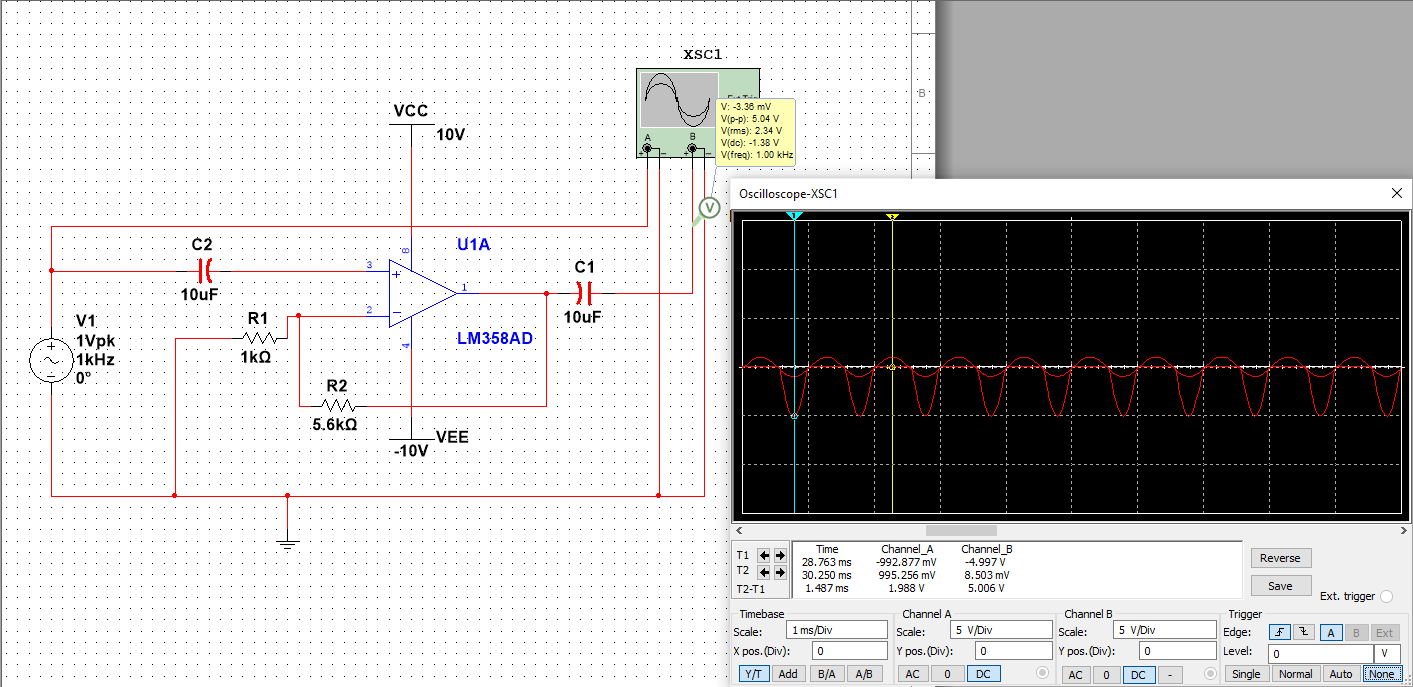 XSC1
B
Ext Trig
A
B
+
−
+
−
V: -3.36 mV
V(p-p): 5.04 V
V(rms): 2.34 V
V(dc): -1.38 V
V(freq): 1.00 kHz
V
VCC
10V
U1A
8
3
+
1
2
−
4
LM358AD
C2
10uF
C1
10uF
R1
1kΩ
R2
5.6kΩ
VEE
-10V
V1
1Vpk
1kHz
0°
+
−
Oscilloscope-XSC1
1
2
Time Channel_A Channel_B
T1 28.763 ms -992.877 mV -4.997 V
T2 30.250 ms 995.256 mV 8.503 mV
T2-T1 1.487 ms 1.988 V 5.006 V
Reverse
Save
Ext. trigger
Timebase
Scale: 1 ms/Div
X pos.(Div): 0
Y/T Add B/A A/B
Channel A
Scale: 5 V/Div
Y pos.(Div): 0
AC 0 DC
Channel B
Scale: 5 V/Div
Y pos.(Div): 0
AC 0 DC -
Trigger
Edge: A B Ext
Level: 0 V
Single Normal Auto None